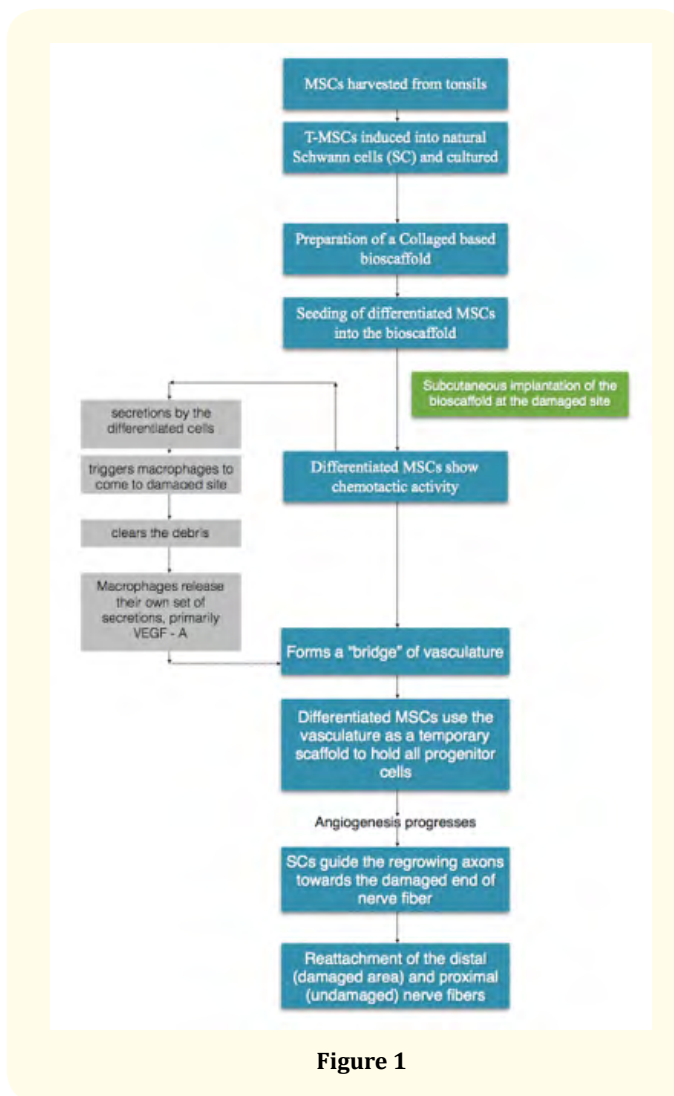 MSCs harvested from tonsils
T-MSCs induced into natural
Schwann cells (SC) and cultured
Preparation of a Collaged based
bioscaffold
Seeding of differentiated MSCs
into the bioscaffold
Subcutaneous implantation of the
bioscaffold at the damaged site
secretions by the
differentiated cells
triggers macrophages to
come to damaged site
clears the debris
Macrophages release
their own set of
secretions, primarily
VEGF - A
Differentiated MSCs show
chemotactic activity
Forms a "bridge" of vasculature
Differentiated MSCs use the
vasculature as a temporary
scaffold to hold all progenitor
cells
Angiogenesis progresses
SCs guide the regrowing axons
towards the damaged end of
nerve fiber
Reattachment of the distal
(damaged area) and proximal
(undamaged) nerve fibers
Figure 1